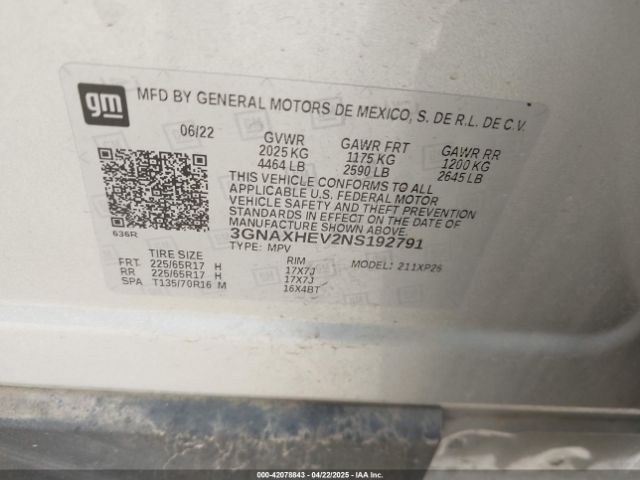 gm
MFD BY GENERAL MOTORS DE MEXICO, S. DE R.L. DE C.V.
06/22 GVWR GAWR FRT GAWR RR
2025 KG 1175 KG 1200 KG
4464 LB 2590 LB 2645 LB
THIS VEHICLE CONFORMS TO ALL
APPLICABLE U.S. FEDERAL MOTOR
VEHICLE SAFETY AND THEFT PREVENTION
STANDARDS IN EFFECT ON THE DATE OF
MANUFACTURE SHOWN ABOVE.
636R 3GNAXHEV2NS192791
TYPE: MPV MODEL: 211XP26
TIRE SIZE RIM
FRT 225/65R17 H 17X7J
RR 225/65R17 H 17X7J
SPA T135/70R16 M 16X4BT
000-42078843 04/22/2025 IAAI.COM